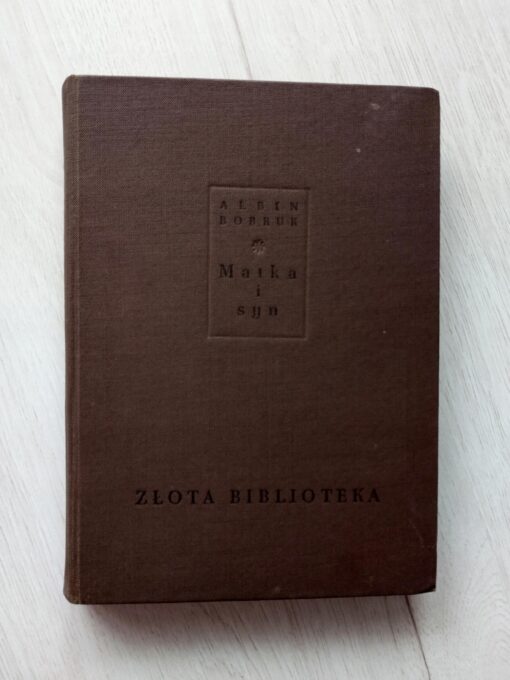 ALBIN
BOBRUK
Matka
i
syn
ZŁOTA BIBLIOTEKA